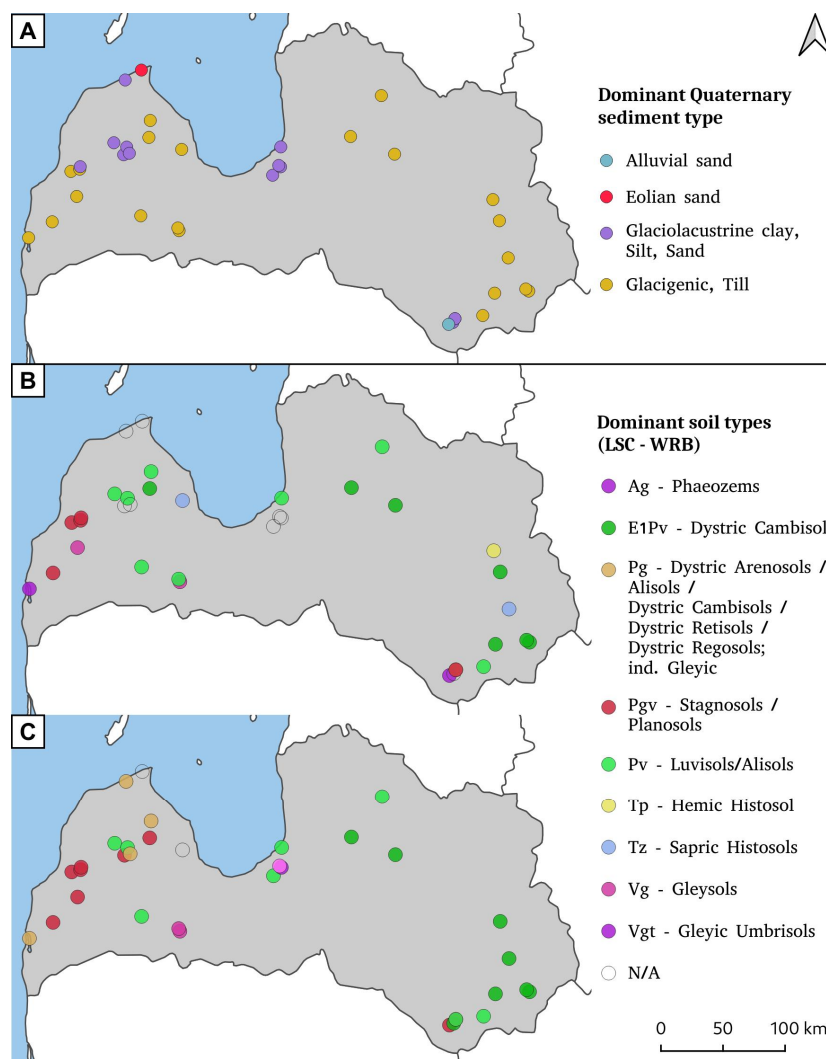 A
Dominant Quaternary
sediment type
Alluvial sand
Eolian sand
Glaciolacustrine clay,
Silt, Sand
Glacigenic, Till
B
Dominant soil types
(LSC - WRB)
Ag - Phaeozems
E1Pv - Dystric Cambisol
Pg - Dystric Arenosols /
Alisols /
Dystric Cambisols /
Dystric Retisols /
Dystric Regosols;
ind. Gleyic
Pgv - Stagnosols /
Planosols
Pv - Luvisols/Alisols
Tp - Hemic Histosol
Tz - Sapric Histosols
Vg - Gleysols
Vgt - Gleyic Umbrisols
N/A
C
0 50 100 km